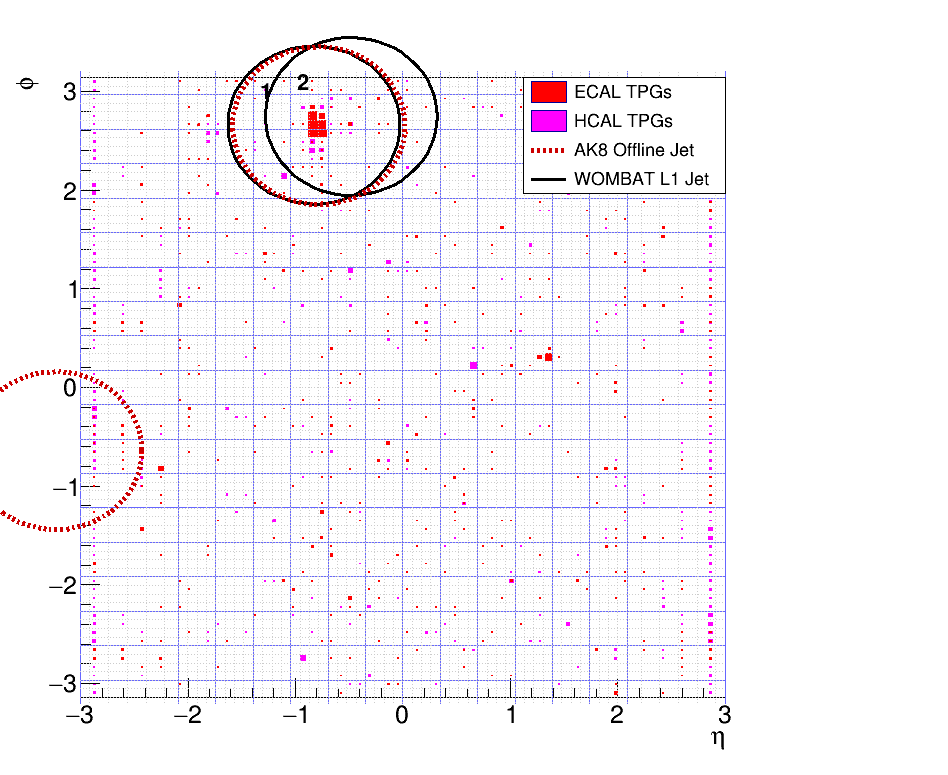 1 2
ϕ
3
2
1
0
−1
−2
−3
ECAL TPGs
HCAL TPGs
AK8 Offline Jet
WOMBAT L1 Jet
−3 −2 −1 0 1 2 3
η